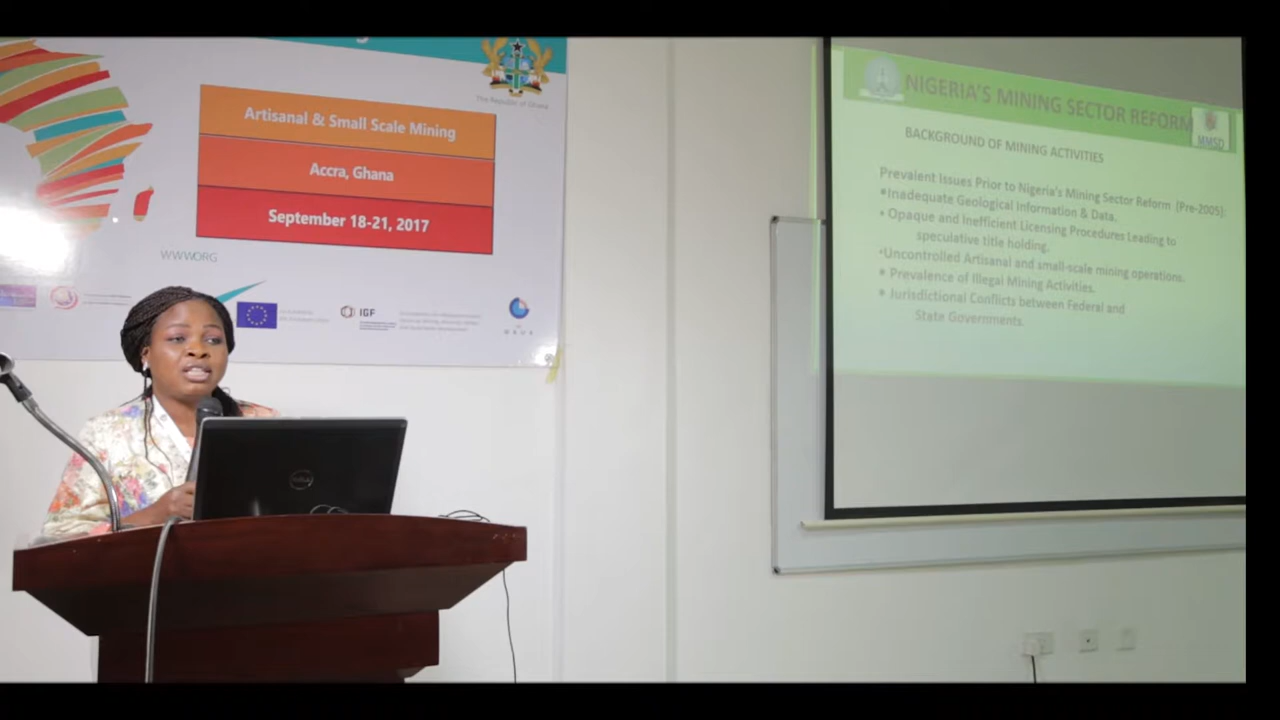 The Republic of Ghana
Artisanal & Small Scale Mining
Accra, Ghana
September 18-21, 2017
WWW.ORG
IGF
DELL
NIGERIA'S MINING SECTOR REFORM
MMSD
BACKGROUND OF MINING ACTIVITIES
Prevalent Issues Prior to Nigeria's Mining Sector Reform (Pre-2005):
•Inadequate Geological Information & Data.
• Opaque and Inefficient Licensing Procedures Leading to
speculative title holding.
•Uncontrolled Artisanal and small-scale mining operations.
• Prevalence of Illegal Mining Activities.
• Jurisdictional Conflicts between Federal and
State Governments.